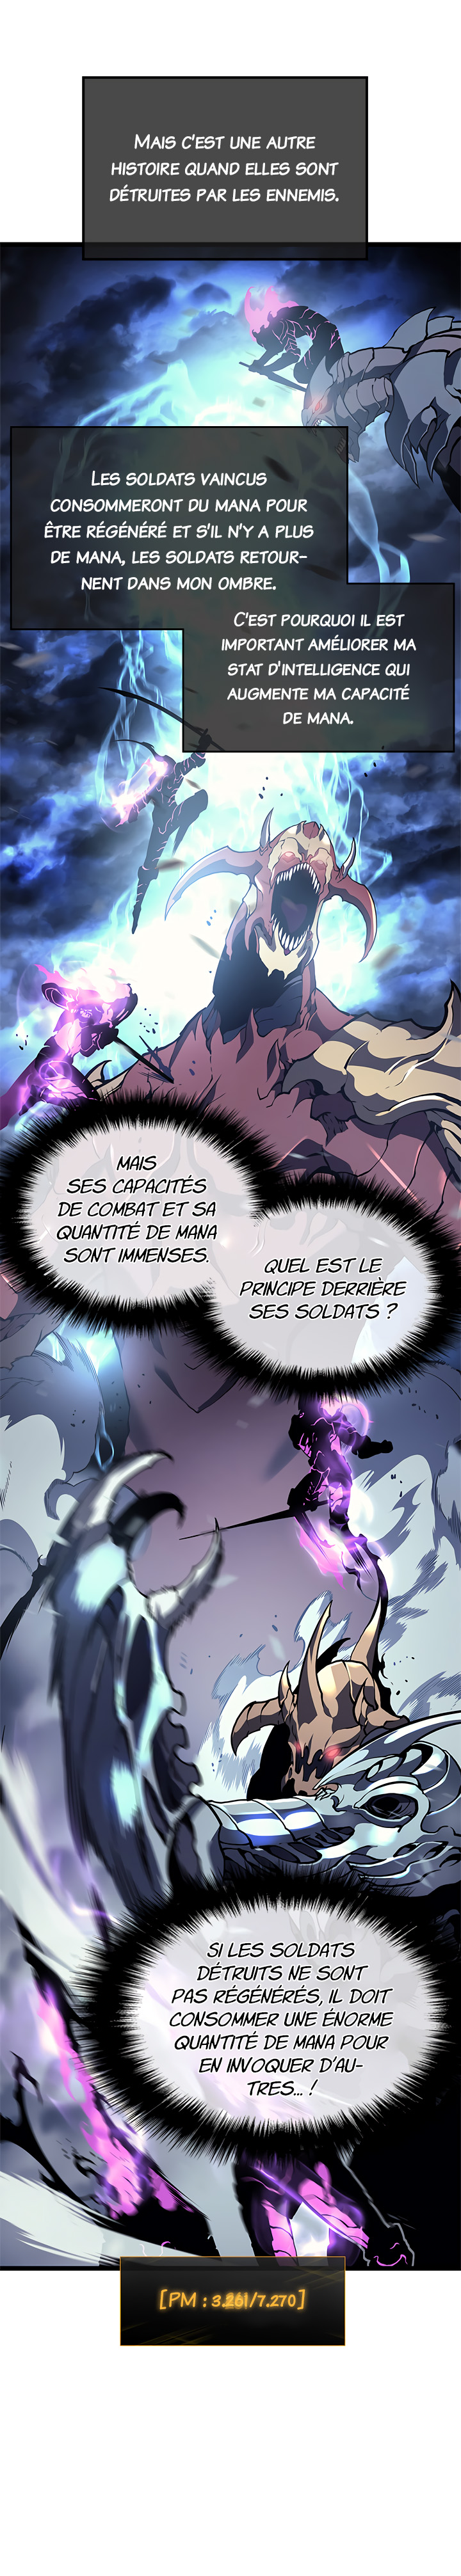 MAIS C'EST UNE AUTRE
HISTOIRE QUAND ELLES SONT
DÉTRUITES PAR LES ENNEMIS.
LES SOLDATS VAINCUS
CONSOMMERONT DU MANA POUR
ÊTRE RÉGÉNÉRÉ ET S'IL N'Y A PLUS
DE MANA, LES SOLDATS RETOUR-
NENT DANS MON OMBRE.
C'EST POURQUOI IL EST
IMPORTANT AMÉLIORER MA
STAT D'INTELLIGENCE QUI
AUGMENTE MA CAPACITÉ
DE MANA.
MAIS
SES CAPACITÉS
DE COMBAT ET SA
QUANTITÉ DE MANA
SONT IMMENSES.
QUEL EST LE
PRINCIPE DERRIÈRE
SES SOLDATS ?
SI LES SOLDATS
DÉTRUITS NE SONT
PAS RÉGÉNÉRÉS, IL DOIT
CONSOMMER UNE ÉNORME
QUANTITÉ DE MANA POUR
EN INVOQUER D'AU-
TRES... !
[PM : /7.270]